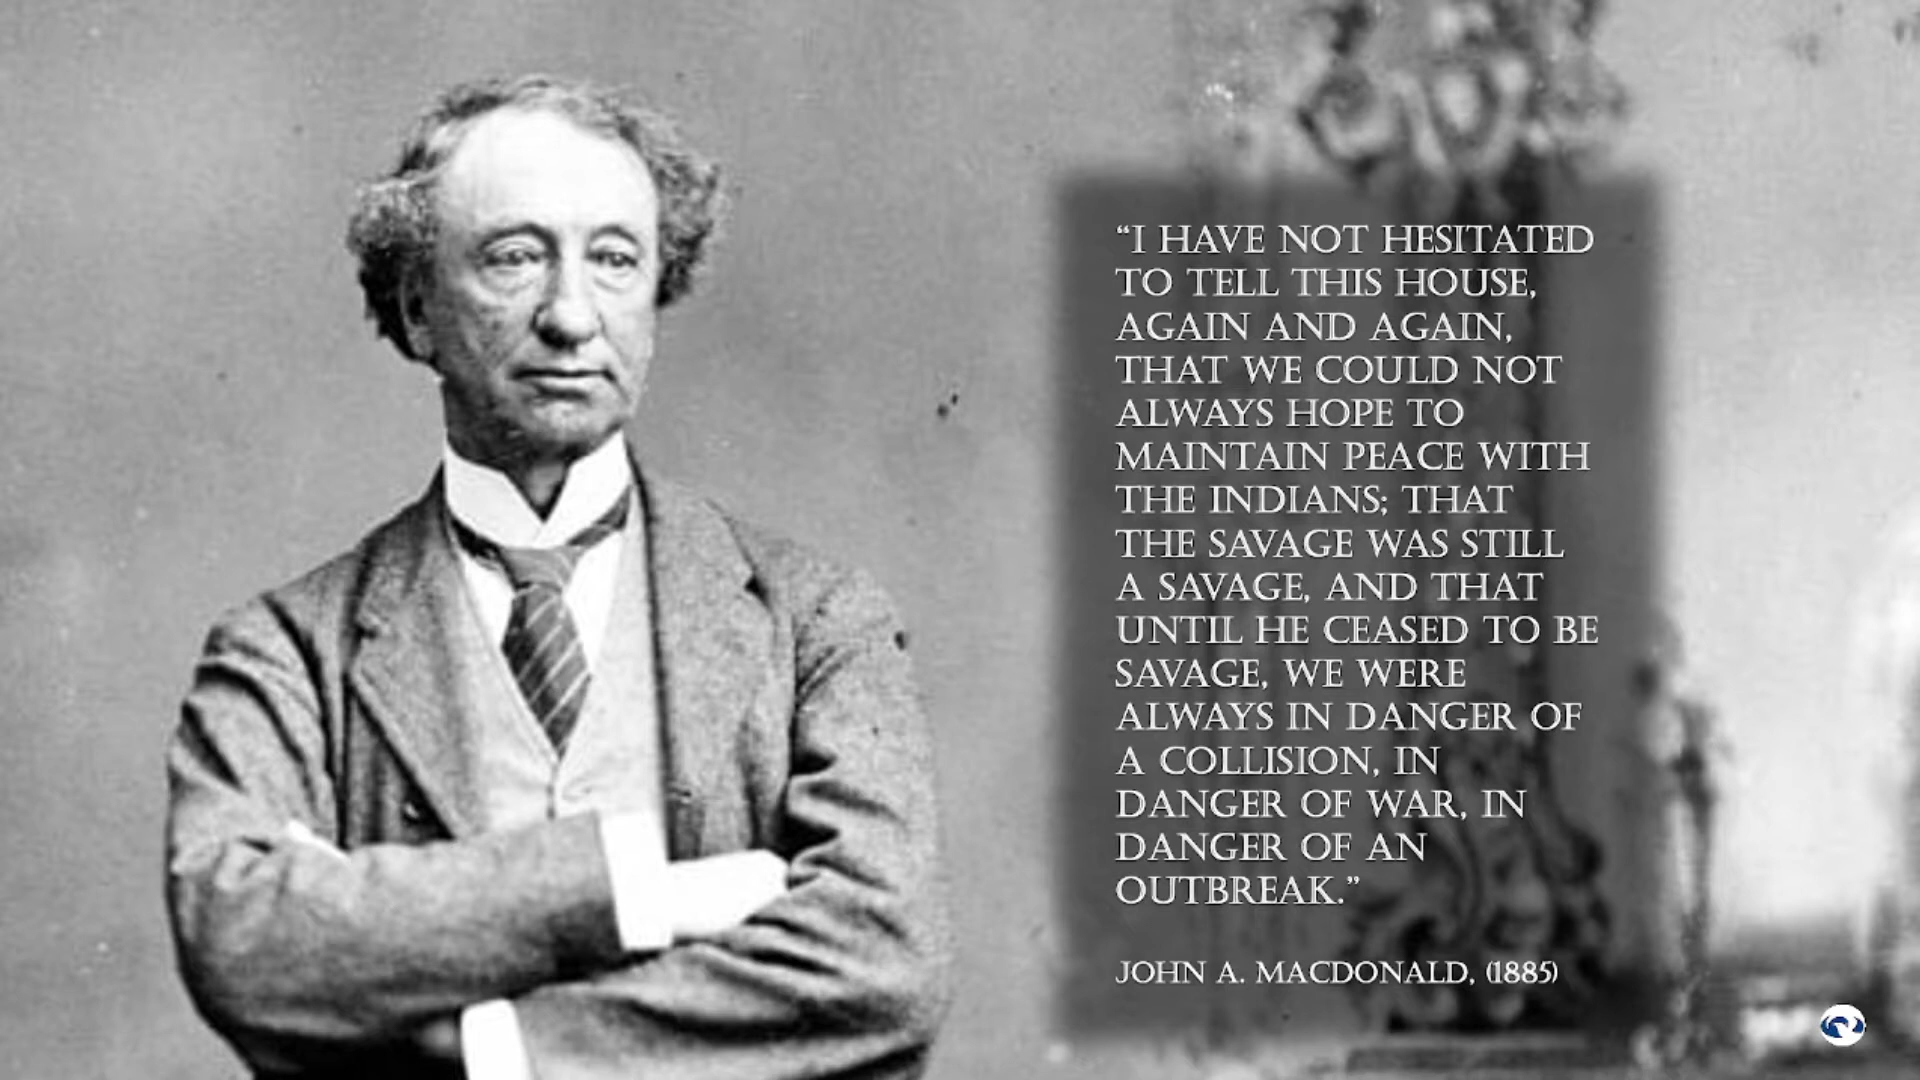 “I HAVE NOT HESITATED
TO TELL THIS HOUSE,
AGAIN AND AGAIN,
THAT WE COULD NOT
ALWAYS HOPE TO
MAINTAIN PEACE WITH
THE INDIANS; THAT
THE SAVAGE WAS STILL
A SAVAGE, AND THAT
UNTIL HE CEASED TO BE
SAVAGE, WE WERE
ALWAYS IN DANGER OF
A COLLISION, IN
DANGER OF WAR, IN
DANGER OF AN
OUTBREAK.”
JOHN A. MACDONALD, (1885)